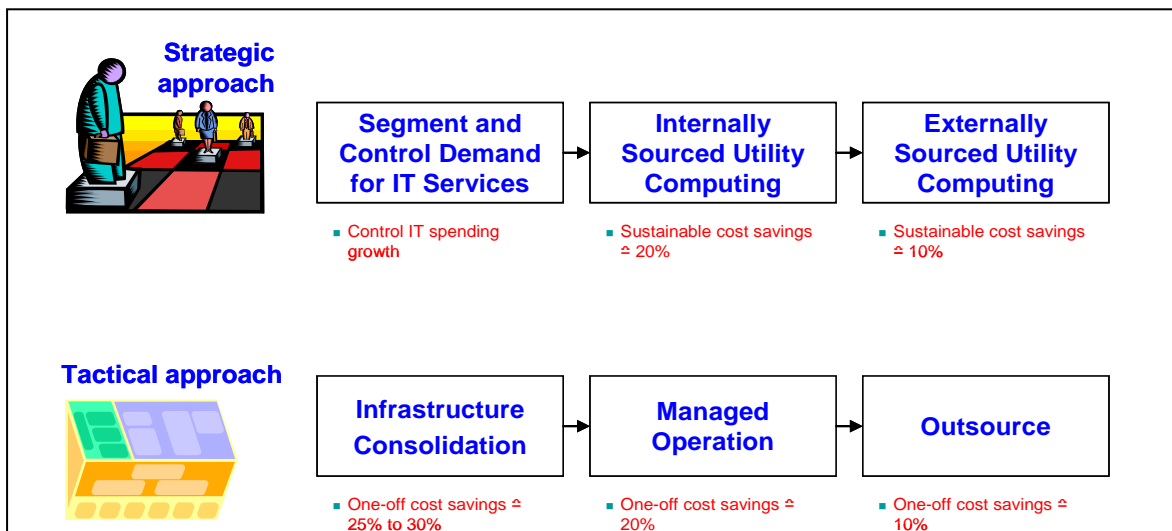 Strategic
approach
Segment and
Control Demand
for IT Services
Internally
Sourced Utility
Computing
Externally
Sourced Utility
Computing
■ Control IT spending
growth
■ Sustainable cost savings
≏ 20%
■ Sustainable cost savings
≏ 10%
Tactical approach
Infrastructure
Consolidation
Managed
Operation
Outsource
■ One-off cost savings ≏
25% to 30%
■ One-off cost savings ≏
20%
■ One-off cost savings ≏
10%